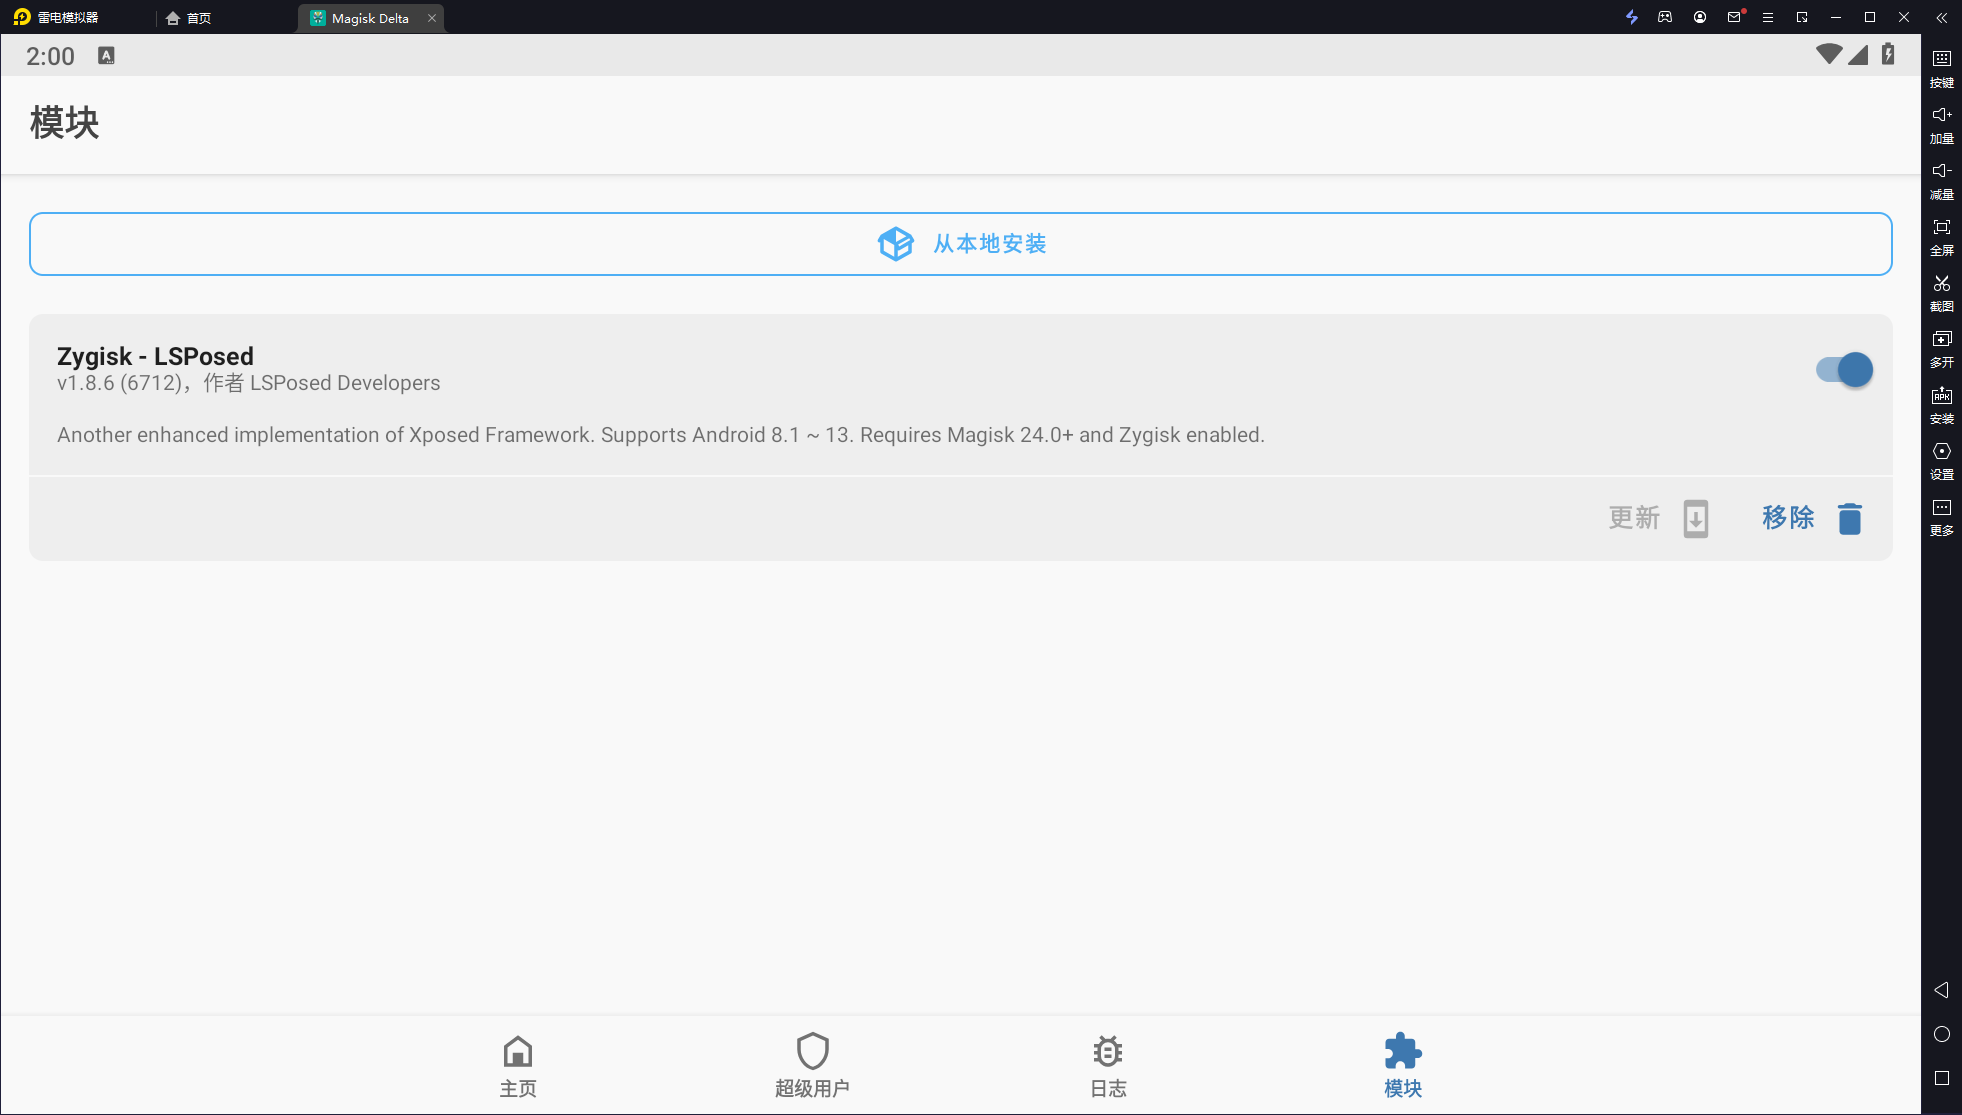 雷电模拟器
首页
Magisk Delta
2:00
模块
从本地安装
Zygisk - LSPosed
v1.8.6 (6712)，作者 LSPosed Developers
Another enhanced implementation of Xposed Framework. Supports Android 8.1 ~ 13. Requires Magisk 24.0+ and Zygisk enabled.
更新
移除
主页
超级用户
日志
模块
按键
加量
减量
全屏
截图
多开
APK
安装
设置
更多